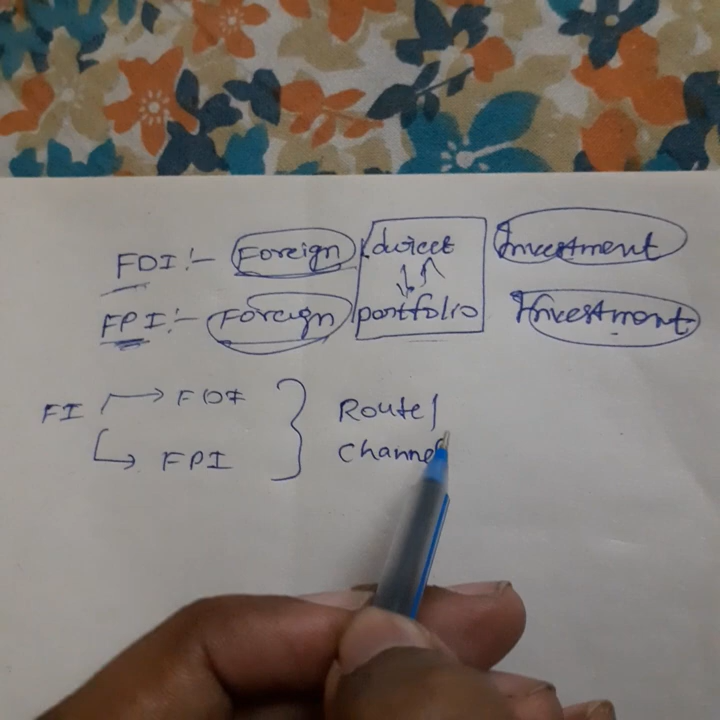 FDI:- Foreign direct Investment
FPI:- Foreign portfolio Investment
FI → FDI
↳ FPI
Route/
Channel